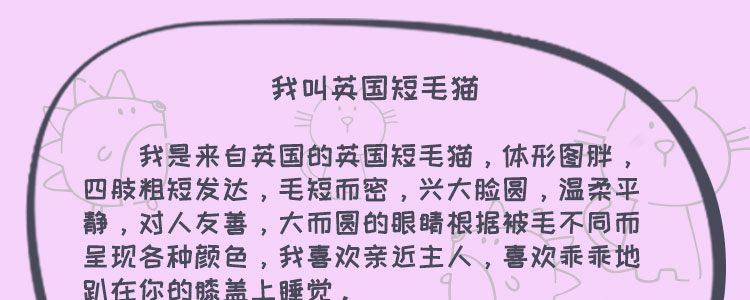 我叫英国短毛猫
我是来自英国的英国短毛猫，体形图胖，
四肢粗短发达，毛短而密，兴大脸圆，温柔平
静，对人友善，大而圆的眼睛根据被毛不同而
呈现各种颜色，我喜欢亲近主人，喜欢乖乖地
趴在你的膝盖上睡觉。